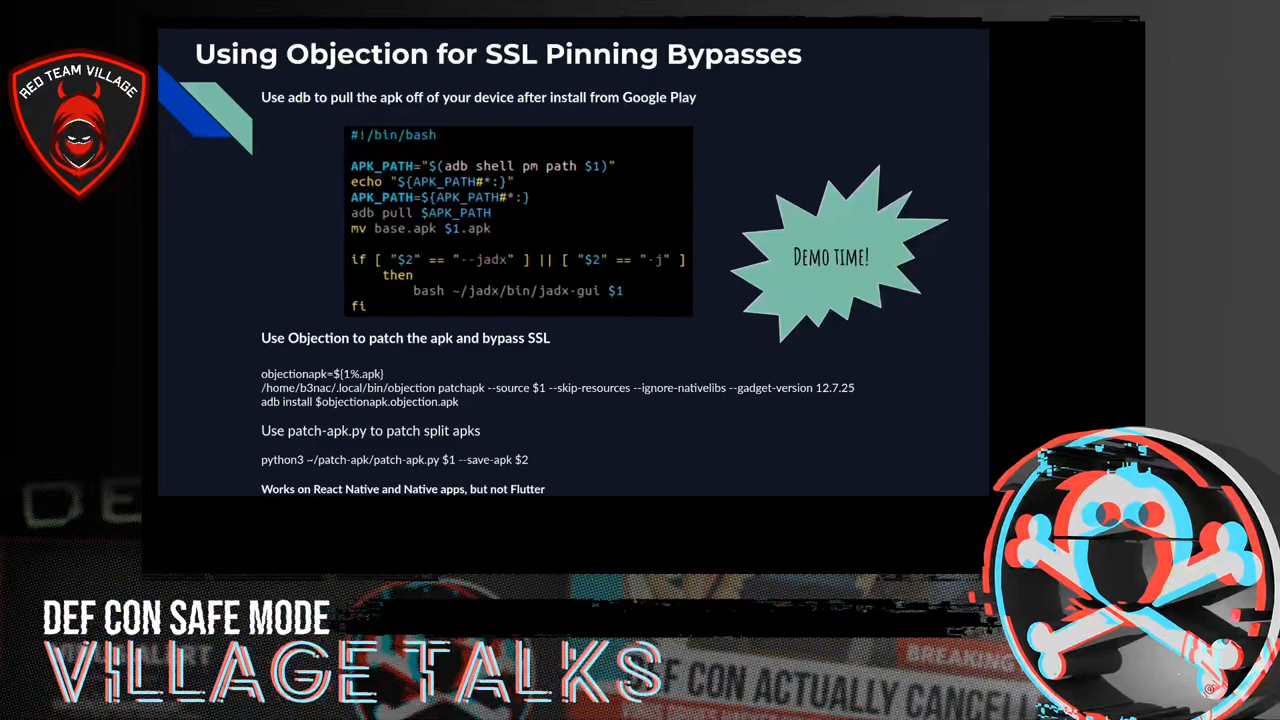 Using Objection for SSL Pinning Bypasses
RED TEAM VILLAGE
Use adb to pull the apk off of your device after install from Google Play
#!/bin/bash
APK_PATH="$(adb shell pm path $1)"
echo "${APK_PATH#*:}"
APK_PATH=${APK_PATH#*:}
adb pull $APK_PATH
mv base.apk $1.apk
if [ "$2" == "--jadx" ] || [ "$2" == "-j" ]
then
bash ~/jadx/bin/jadx-gui $1
fi
Demo time!
Use Objection to patch the apk and bypass SSL
objectionapk=${1%.apk}
/home/b3nac/.local/bin/objection patchapk --source $1 --skip-resources --ignore-nativelibs --gadget-version 12.7.25
adb install $objectionapk.objection.apk
Use patch-apk.py to patch split apks
python3 ~/patch-apk/patch-apk.py $1 --save-apk $2
Works on React Native and Native apps, but not Flutter
DEF CON SAFE MODE
VILLAGE TALKS
BREAKING
DEF CON ACTUALLY CANCELL